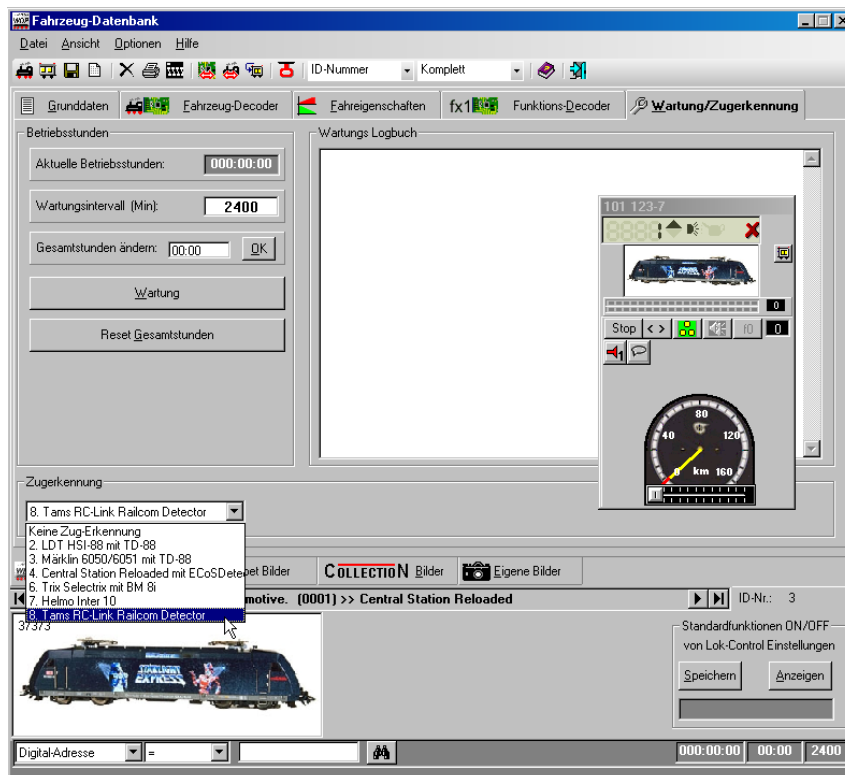 Fahrzeug-Datenbank
Datei Ansicht Optionen Hilfe
ID-Nummer Komplett
Grunddaten Fahrzeug-Decoder Fahreigenschaften fx1 Funktions-Decoder Wartung/Zugerkennung
Betriebsstunden
Aktuelle Betriebsstunden: 000:00:00
Wartungsintervall (Min): 2400
Gesamtstunden ändern: 00:00 OK
Wartung
Reset Gesamtstunden
Wartungs Logbuch
101 123-7
0
Stop < > f0 0
1
80
40 120
0 km 160
Zugerkennung
8. Tams RC-Link Railcom Detector
Keine Zug-Erkennung
2. LDT HSI-88 mit TD-88
3. Märklin 6050/6051 mit TD-88
4. Central Station Reloaded mit ECoSDete
6. Trix Selectrix mit BM 8i
7. Helmo Inter 10
8. Tams RC-Link Railcom Detector
Bilder COLLECTION Bilder Eigene Bilder
(0001) >> Central Station Reloaded ID-Nr.: 3
37373
STARLIGHT
EXPRESS
Standardfunktionen ON/OFF
von Lok-Control Einstellungen
Speichern Anzeigen
Digital-Adresse = 000:00:00 00:00 2400